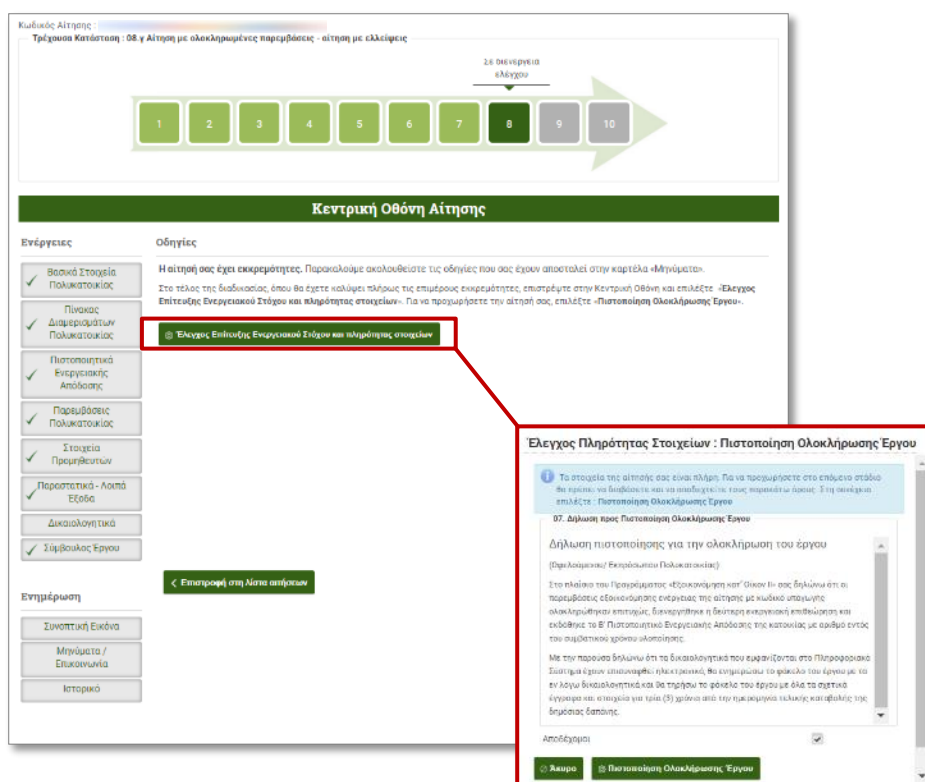 Κωδικός Αίτησης :
Τρέχουσα Κατάσταση : 08.γ Αίτηση με ολοκληρωμένες παρεμβάσεις - αίτηση με ελλείψεις
Σε διενέργεια
ελέγχου
1 2 3 4 5 6 7 8 9 10
Κεντρική Οθόνη Αίτησης
Ενέργειες
Βασικά Στοιχεία
Πολυκατοικίας
Πίνακας
Διαμερισμάτων
Πολυκατοικίας
Πιστοποιητικά
Ενεργειακής
Απόδοσης
Παρεμβάσεις
Πολυκατοικίας
Στοιχεία
Προμηθευτών
Παραστατικά - Λοιπά
Έξοδα
Δικαιολογητικά
Σύμβουλος Έργου
Ενημέρωση
Συνοπτική Εικόνα
Μηνύματα /
Επικοινωνία
Ιστορικό
Οδηγίες
Η αίτησή σας έχει εκκρεμότητες. Παρακαλούμε ακολουθείστε τις οδηγίες που σας έχουν αποσταλεί στην καρτέλα «Μηνύματα».
Στο τέλος της διαδικασίας, όπου θα έχετε καλύψει πλήρως τις επιμέρους εκκρεμότητες, επιστρέψτε στην Κεντρική Οθόνη και επιλέξτε «Έλεγχος
Επίτευξης Ενεργειακού Στόχου και πληρότητας στοιχείων». Για να προχωρήσετε την αίτησή σας, επιλέξτε «Πιστοποίηση Ολοκλήρωσης Έργου».
Έλεγχος Επίτευξης Ενεργειακού Στόχου και πληρότητας στοιχείων
Επιστροφή στη λίστα αιτήσεων
Έλεγχος Πληρότητας Στοιχείων : Πιστοποίηση Ολοκλήρωσης Έργου
Τα στοιχεία της αίτησής σας είναι πλήρη. Για να προχωρήσετε στο επόμενο στάδιο
θα πρέπει να διαβάσετε και να αποδεχτείτε τους παρακάτω όρους. Στη συνέχεια
επιλέξτε : Πιστοποίηση Ολοκλήρωσης Έργου
07. Δήλωση προς Πιστοποίηση Ολοκλήρωσης Έργου
Δήλωση πιστοποίησης για την ολοκλήρωση του έργου
(Ωφελούμενου/ Εκπρόσωπου Πολυκατοικίας)
Στο πλαίσιο του Προγράμματος «Εξοικονόμηση κατ' Οίκον ΙΙ» σας δηλώνω ότι οι
παρεμβάσεις εξοικονόμησης ενέργειας της αίτησης με κωδικό υπαγωγής
ολοκληρώθηκαν επιτυχώς, διενεργήθηκε η δεύτερη ενεργειακή επιθεώρηση και
εκδόθηκε το Β' Πιστοποιητικό Ενεργειακής Απόδοσης της κατοικίας με αριθμό εντός
του συμβατικού χρόνου υλοποίησης.
Με την παρούσα δηλώνω ότι τα δικαιολογητικά που εμφανίζονται στο Πληροφοριακό
Σύστημα έχουν επισυναφθεί ηλεκτρονικά, θα ενημερώσω το φάκελο του έργου με τα
εν λόγω δικαιολογητικά και θα τηρήσω το φάκελο του έργου με όλα τα σχετικά
έγγραφα και στοιχεία για τρία (3) χρόνια από την ημερομηνία τελικής καταβολής της
δημόσιας δαπάνης.
Αποδέχομαι
Άκυρο
Πιστοποίηση Ολοκλήρωσης Έργου